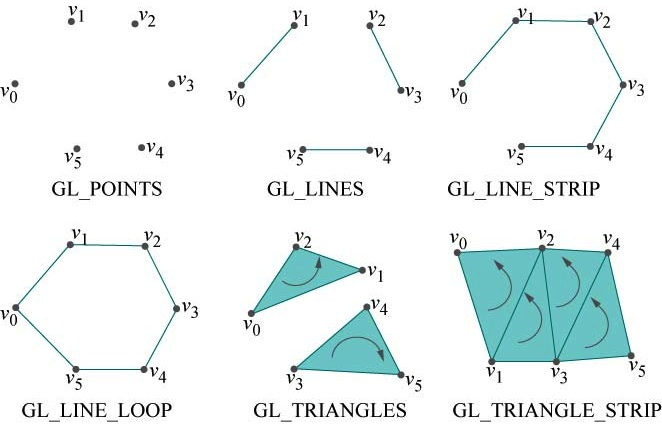 v1 v2
v0 v3
v5 v4
GL_POINTS
v1 v2
v0 v3
v5 v4
GL_LINES
v1 v2
v0 v3
v5 v4
GL_LINE_STRIP
v1 v2
v0 v3
v5 v4
GL_LINE_LOOP
v2
v1
v0
v4
v3 v5
GL_TRIANGLES
v0 v2 v4
v1 v3 v5
GL_TRIANGLE_STRIP